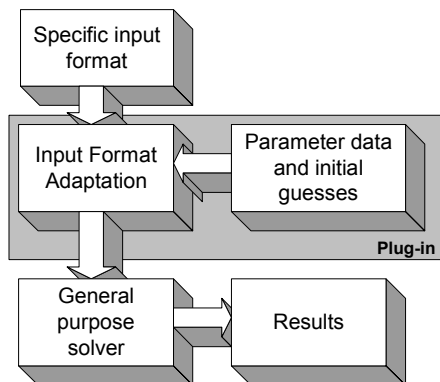 Specific input
format
Input Format
Adaptation
Parameter data
and initial
guesses
Plug-in
General
purpose
solver
Results